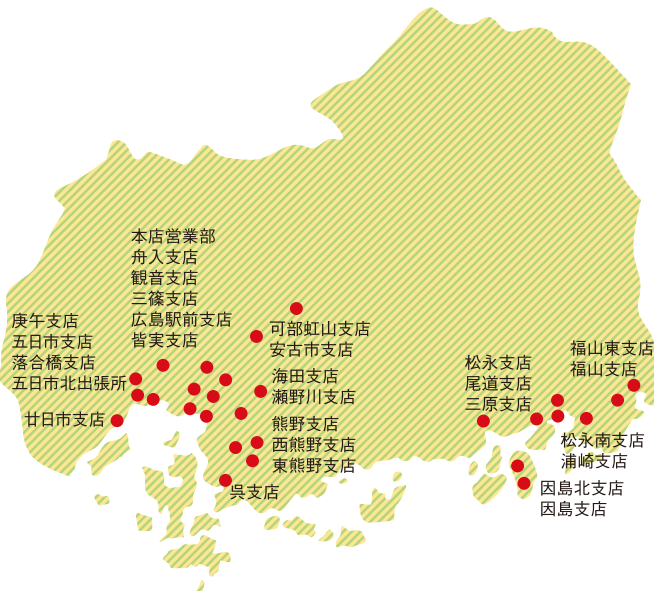 本店営業部
舟入支店
観音支店
三篠支店
広島駅前支店
皆実支店
庚午支店
五日市支店
落合橋支店
五日市北出張所
廿日市支店
可部虹山支店
安古市支店
海田支店
瀬野川支店
熊野支店
西熊野支店
東熊野支店
呉支店
松永支店
尾道支店
三原支店
福山東支店
福山支店
松永南支店
浦崎支店
因島北支店
因島支店